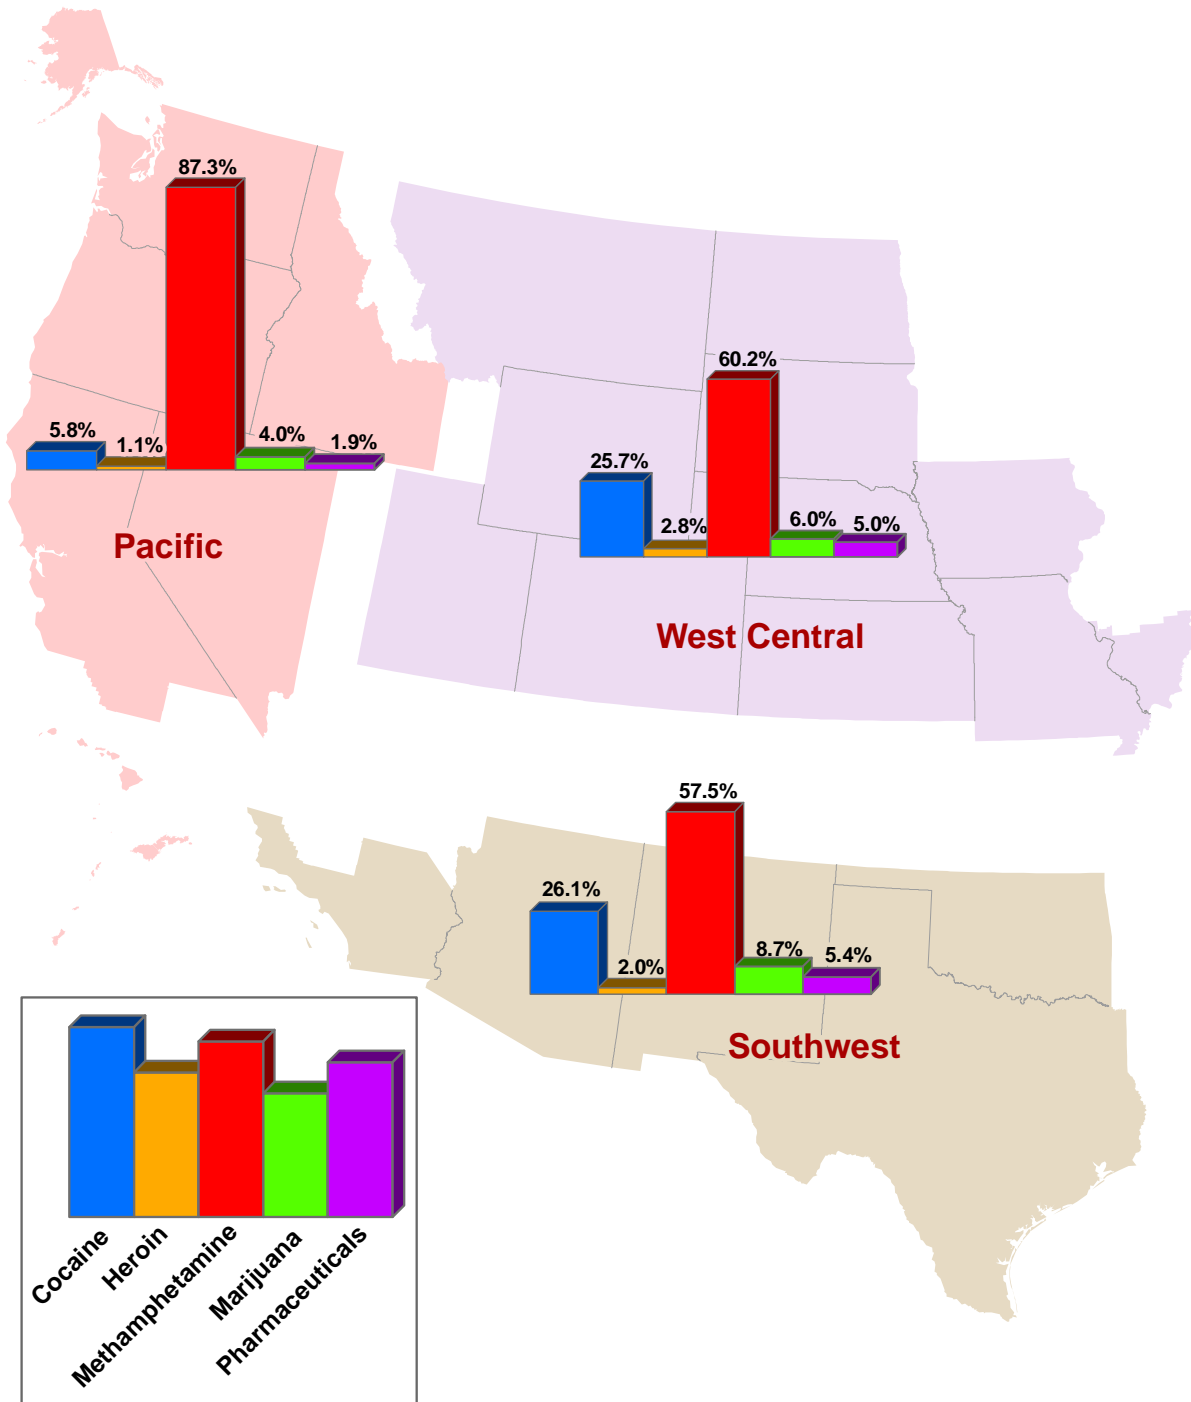 87.3%
5.8%
1.1%
4.0%
1.9%
Pacific
60.2%
25.7%
2.8%
6.0%
5.0%
West Central
57.5%
26.1%
2.0%
8.7%
5.4%
Southwest
Cocaine
Heroin
Methamphetamine
Marijuana
Pharmaceuticals